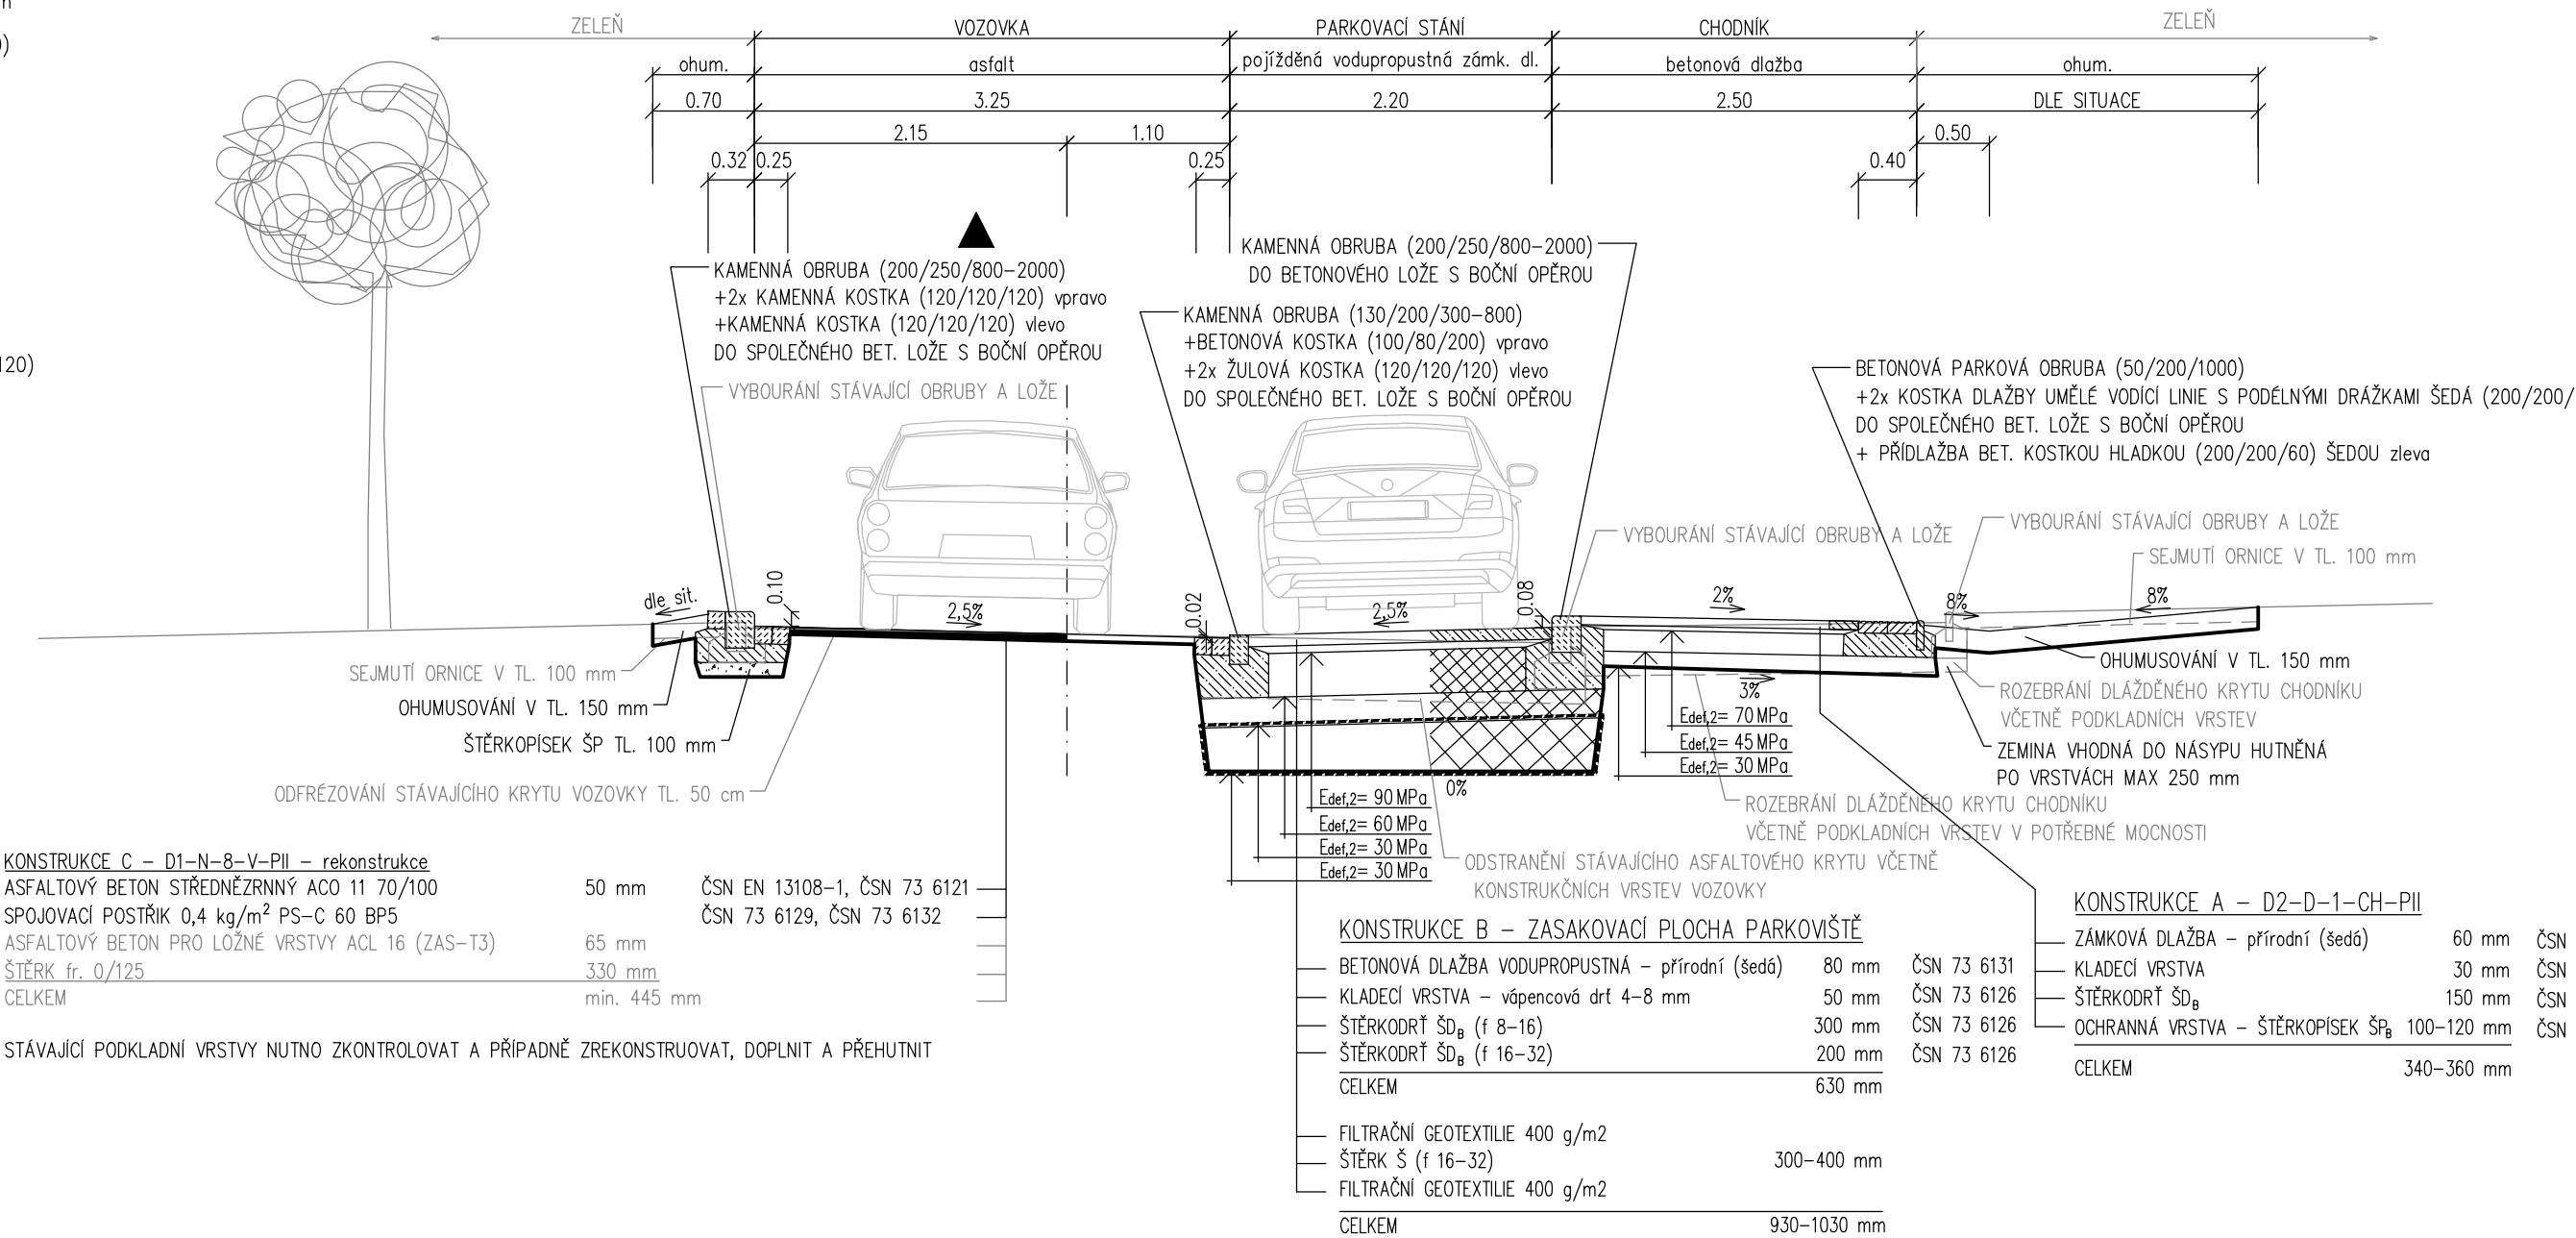 m
)
120)
ZELEŇ
VOZOVKA
PARKOVACÍ STÁNÍ
CHODNÍK
ZELEŇ
ohum.
asfalt
pojížděná vodupropustná zámk. dl.
betonová dlažba
ohum.
0.70
3.25
2.20
2.50
DLE SITUACE
2.15
1.10
0.50
0.32
0.25
0.25
0.40
KAMENNÁ OBRUBA (200/250/800-2000)
+2x KAMENNÁ KOSTKA (120/120/120) vpravo
+KAMENNÁ KOSTKA (120/120/120) vlevo
DO SPOLEČNÉHO BET. LOŽE S BOČNÍ OPĚROU
VYBOURÁNÍ STÁVAJÍCÍ OBRUBY A LOŽE
KAMENNÁ OBRUBA (200/250/800-2000)
DO BETONOVÉHO LOŽE S BOČNÍ OPĚROU
KAMENNÁ OBRUBA (130/200/300-800)
+BETONOVÁ KOSTKA (100/80/200) vpravo
+2x ŽULOVÁ KOSTKA (120/120/120) vlevo
DO SPOLEČNÉHO BET. LOŽE S BOČNÍ OPĚROU
BETONOVÁ PARKOVÁ OBRUBA (50/200/1000)
+2x KOSTKA DLAŽBY UMĚLÉ VODÍCÍ LINIE S PODÉLNÝMI DRÁŽKAMI ŠEDÁ (200/200/
DO SPOLEČNÉHO BET. LOŽE S BOČNÍ OPĚROU
+ PŘÍDLAŽBA BET. KOSTKOU HLADKOU (200/200/60) ŠEDOU zleva
VYBOURÁNÍ STÁVAJÍCÍ OBRUBY A LOŽE
VYBOURÁNÍ STÁVAJÍCÍ OBRUBY A LOŽE
SEJMUTÍ ORNICE V TL. 100 mm
dle sit.
0.10
2,5%
0.02
2,5%
0.08
2%
8%
8%
SEJMUTÍ ORNICE V TL. 100 mm
OHUMUSOVÁNÍ V TL. 150 mm
ŠTĚRKOPÍSEK ŠP TL. 100 mm
ODFRÉZOVÁNÍ STÁVAJÍCÍHO KRYTU VOZOVKY TL. 50 cm
OHUMUSOVÁNÍ V TL. 150 mm
ROZEBRÁNÍ DLÁŽDĚNÉHO KRYTU CHODNÍKU
VČETNĚ PODKLADNÍCH VRSTEV
ZEMINA VHODNÁ DO NÁSYPU HUTNĚNÁ
PO VRSTVÁCH MAX 250 mm
3%
Edef,2= 70 MPa
Edef,2= 45 MPa
Edef,2= 30 MPa
0%
Edef,2= 90 MPa
Edef,2= 60 MPa
Edef,2= 30 MPa
Edef,2= 30 MPa
ROZEBRÁNÍ DLÁŽDĚNÉHO KRYTU CHODNÍKU
VČETNĚ PODKLADNÍCH VRSTEV V POTŘEBNÉ MOCNOSTI
ODSTRANĚNÍ STÁVAJÍCÍHO ASFALTOVÉHO KRYTU VČETNĚ
KONSTRUKČNÍCH VRSTEV VOZOVKY
KONSTRUKCE C – D1-N-8-V-PII – rekonstrukce
ASFALTOVÝ BETON STŘEDNĚZRNNÝ ACO 11 70/100 50 mm ČSN EN 13108-1, ČSN 73 6121
SPOJOVACÍ POSTŘIK 0,4 kg/m² PS-C 60 BP5 ČSN 73 6129, ČSN 73 6132
ASFALTOVÝ BETON PRO LOŽNÉ VRSTVY ACL 16 (ZAS-T3) 65 mm
ŠTĚRK fr. 0/125 330 mm
CELKEM min. 445 mm
STÁVAJÍCÍ PODKLADNÍ VRSTVY NUTNO ZKONTROLOVAT A PŘÍPADNĚ ZREKONSTRUOVAT, DOPLNIT A PŘEHUTNIT
KONSTRUKCE B – ZASAKOVACÍ PLOCHA PARKOVIŠTĚ
BETONOVÁ DLAŽBA VODUPROPUSTNÁ – přírodní (šedá) 80 mm ČSN 73 6131
KLADECÍ VRSTVA – vápencová drť 4-8 mm 50 mm ČSN 73 6126
ŠTĚRKODRŤ ŠDB (f 8-16) 300 mm ČSN 73 6126
ŠTĚRKODRŤ ŠDB (f 16-32) 200 mm ČSN 73 6126
CELKEM 630 mm
FILTRAČNÍ GEOTEXTILIE 400 g/m2
ŠTĚRK Š (f 16-32) 300-400 mm
FILTRAČNÍ GEOTEXTILIE 400 g/m2
CELKEM 930-1030 mm
KONSTRUKCE A – D2-D-1-CH-PII
ZÁMKOVÁ DLAŽBA – přírodní (šedá) 60 mm ČSN
KLADECÍ VRSTVA 30 mm ČSN
ŠTĚRKODRŤ ŠDB 150 mm ČSN
OCHRANNÁ VRSTVA – ŠTĚRKOPÍSEK ŠPB 100-120 mm ČSN
CELKEM 340-360 mm